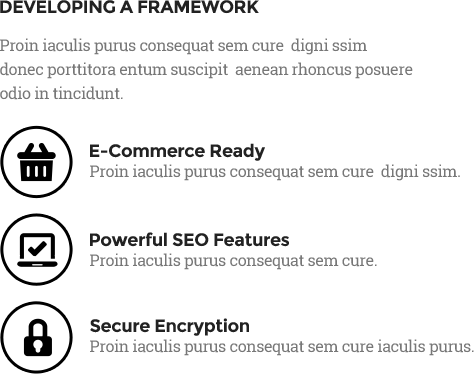 DEVELOPING A FRAMEWORK
Proin iaculis purus consequat sem cure digni ssim
donec porttitora entum suscipit aenean rhoncus posuere
odio in tincidunt.
E-Commerce Ready
Proin iaculis purus consequat sem cure digni ssim.
Powerful SEO Features
Proin iaculis purus consequat sem cure.
Secure Encryption
Proin iaculis purus consequat sem cure iaculis purus.